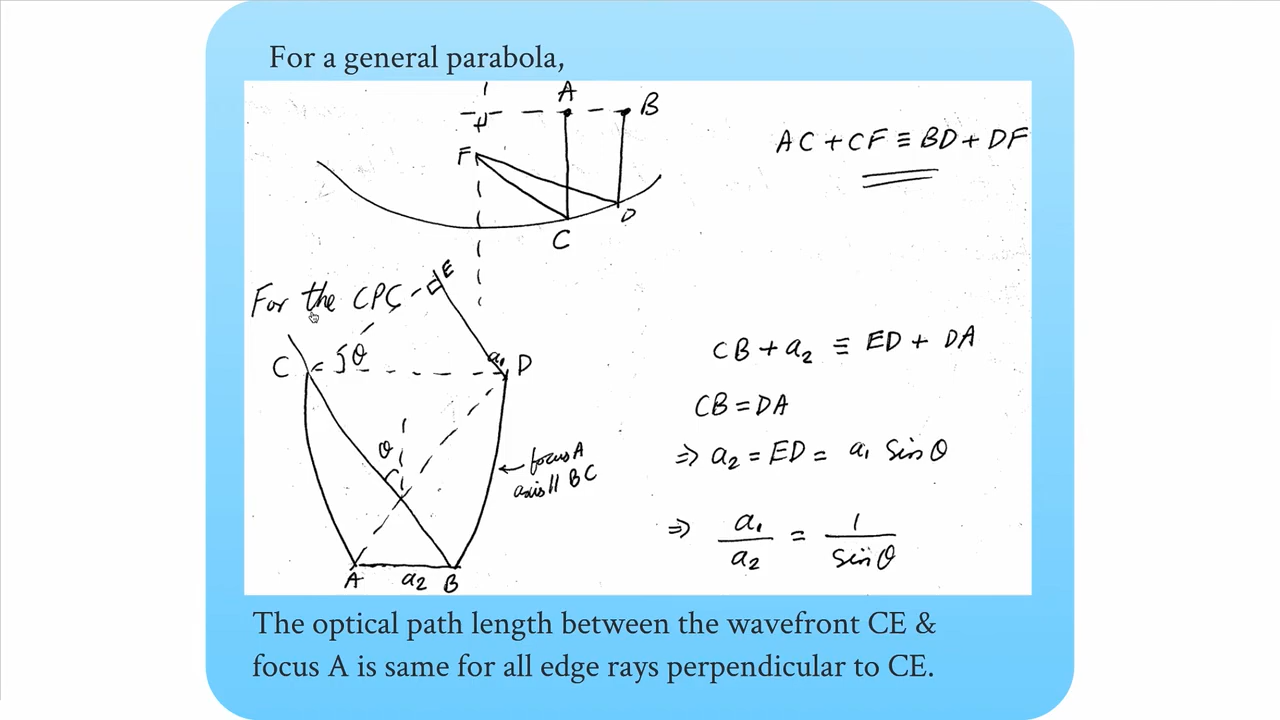 For a general parabola,
A
B
F
AC + CF ≡ BD + DF
D
C
E
For the CPC
θ
C
a₁ D
CB + a₂ ≡ ED + DA
CB = DA
θ
focus A
axis || BC
⇒ a₂ = ED = a₁ Sinθ
⇒ a₁/a₂ = 1/Sinθ
A a₂ B
The optical path length between the wavefront CE &
focus A is same for all edge rays perpendicular to CE.